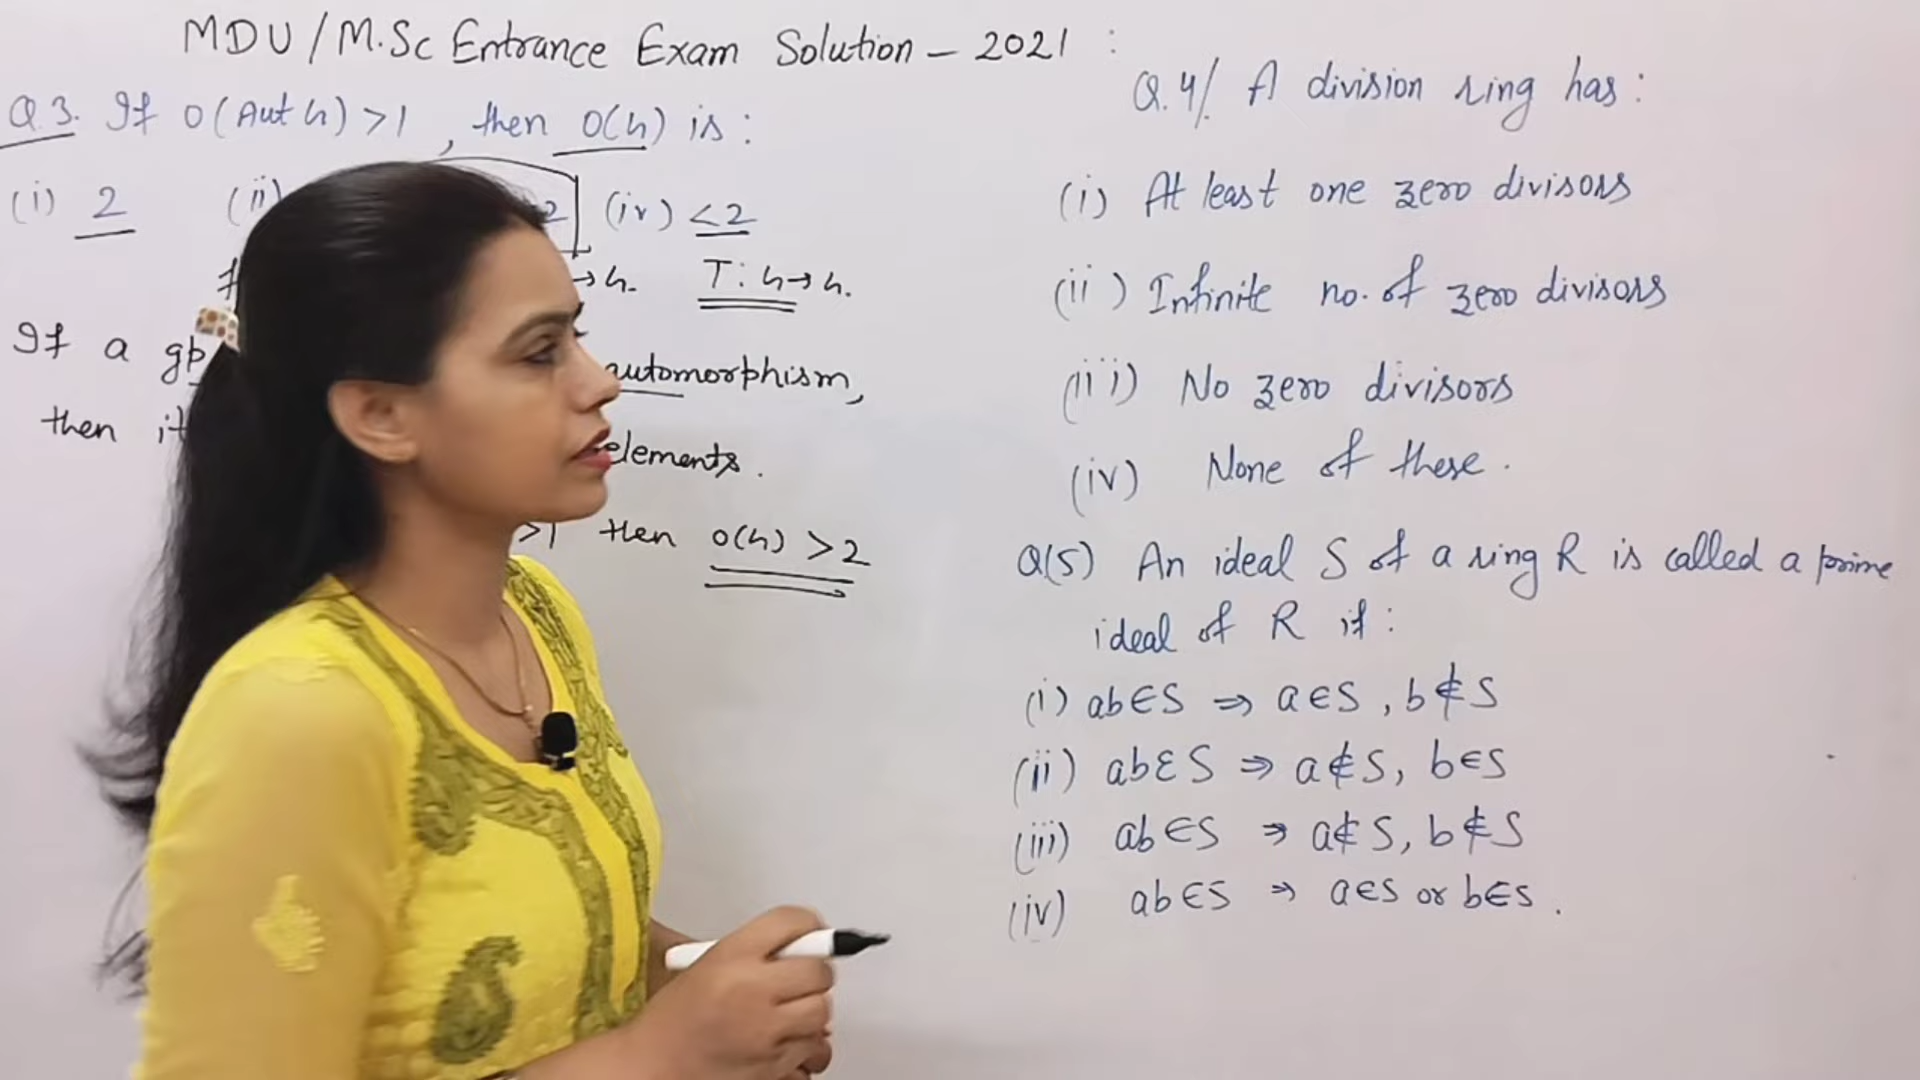 MDU/M.Sc Entrance Exam Solution - 2021 :
Q.3. If O(Aut G) >1, then O(G) is :
(i) 2 (ii) 2 (iv) <2
→ G. T: G→G.
If a gp automorphism,
then it elements.
>1 then O(G) >2
Q.4/. A division ring has :
(i) At least one zero divisors
(ii) Infinite no. of zero divisors
(iii) No zero divisors
(iv) None of these.
Q(5) An ideal S of a ring R is called a prime
ideal of R if :
(i) ab∈S ⇒ a∈S, b∉S
(ii) ab∈S ⇒ a∉S, b∈S
(iii) ab∈S ⇒ a∉S, b∉S
(iv) ab∈S ⇒ a∈S or b∈S.